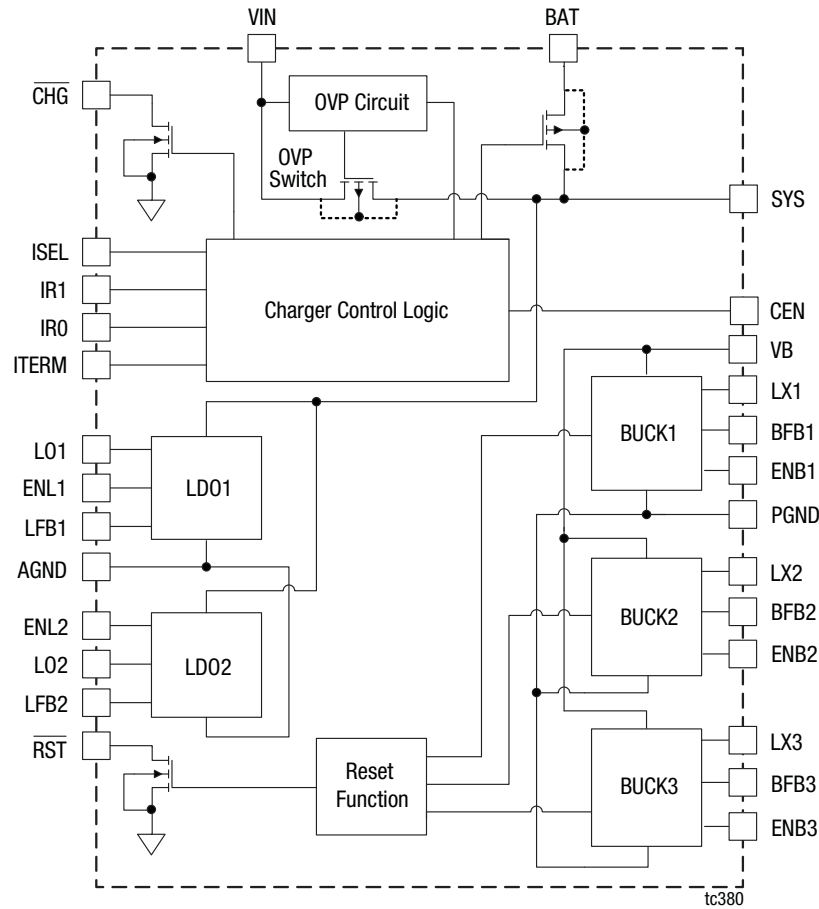 VIN
BAT
CHG
OVP Circuit
OVP
Switch
SYS
ISEL
IR1
IR0
ITERM
Charger Control Logic
CEN
VB
LX1
BFB1
ENB1
PGND
BUCK1
LO1
ENL1
LFB1
AGND
LDO1
LX2
BFB2
ENB2
BUCK2
ENL2
LO2
LFB2
LDO2
RST
Reset
Function
BUCK3
LX3
BFB3
ENB3
tc380